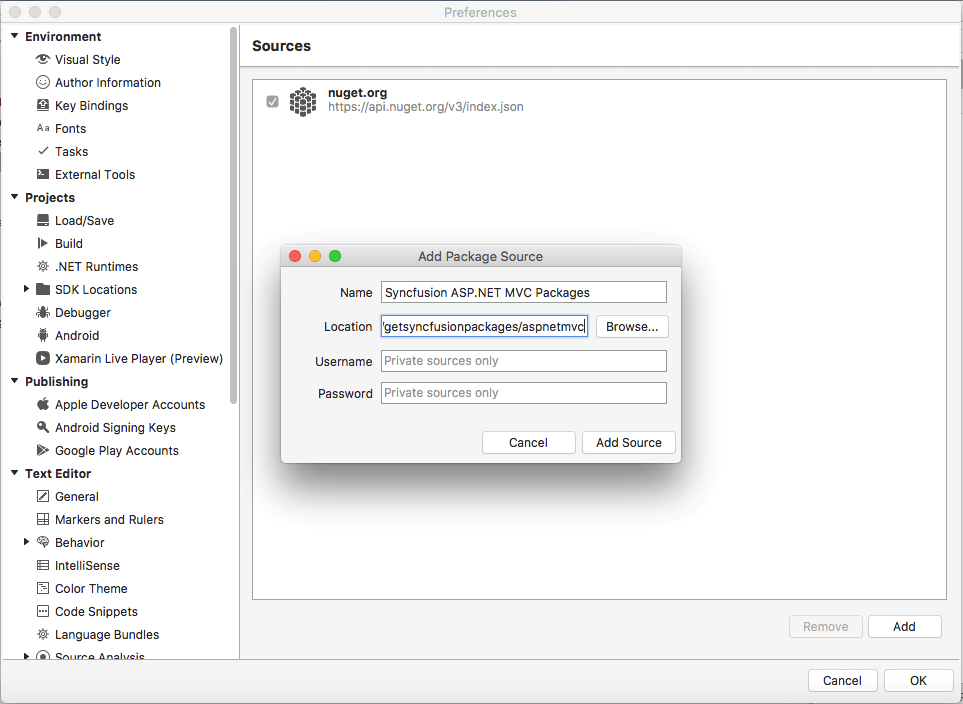 Preferences
Environment
Visual Style
Author Information
Key Bindings
Aa Fonts
Tasks
External Tools
Projects
Load/Save
Build
.NET Runtimes
SDK Locations
Debugger
Android
Xamarin Live Player (Preview)
Publishing
Apple Developer Accounts
Android Signing Keys
Google Play Accounts
Text Editor
General
Markers and Rulers
Behavior
IntelliSense
Color Theme
Code Snippets
Language Bundles
Source Analysis
Sources
nuget.org
https://api.nuget.org/v3/index.json
Add Package Source
Name Syncfusion ASP.NET MVC Packages
Location getsyncfusionpackages/aspnetmvc Browse...
Username Private sources only
Password Private sources only
Cancel Add Source
Remove Add
Cancel OK